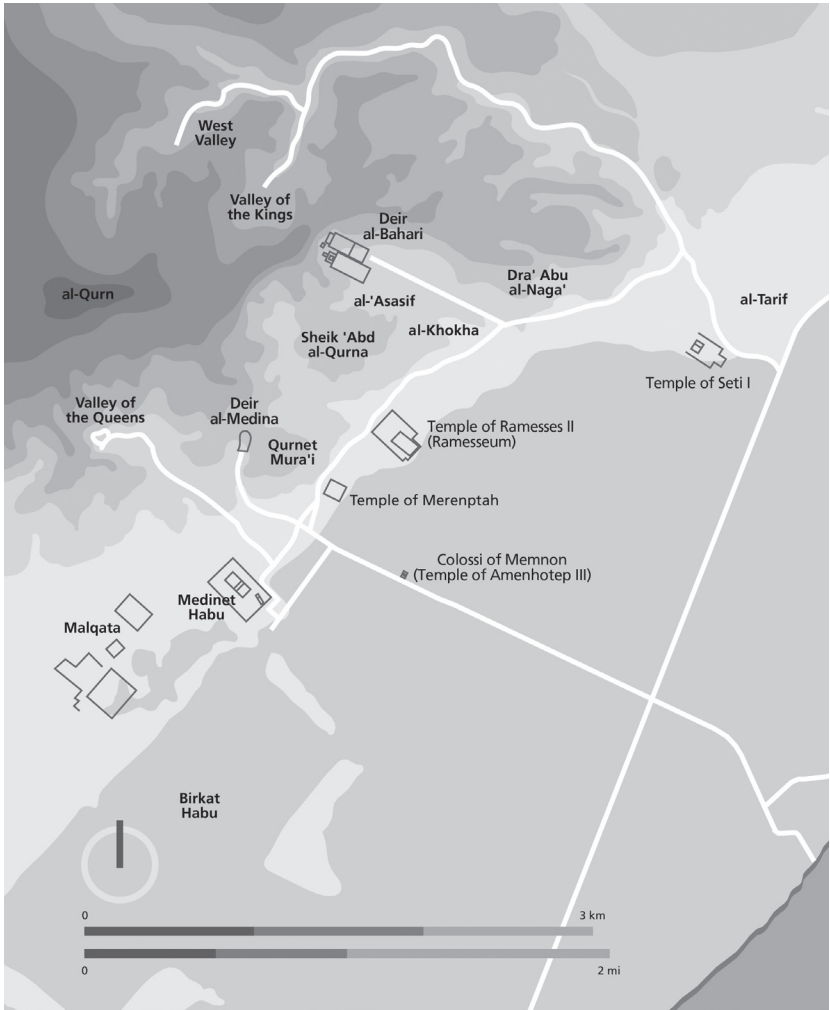 West
Valley
Valley of
the Kings
Deir
al-Bahari
al-Qurn
Dra' Abu
al-Naga'
al-'Asasif
al-Tarif
Sheik 'Abd
al-Qurna
al-Khokha
Temple of Seti I
Valley of
the Queens
Deir
al-Medina
Qurnet
Mura'i
Temple of Ramesses II
(Ramesseum)
Temple of Merenptah
Colossi of Memnon
(Temple of Amenhotep III)
Medinet
Habu
Malqata
Birkat
Habu
0 3 km
0 2 mi